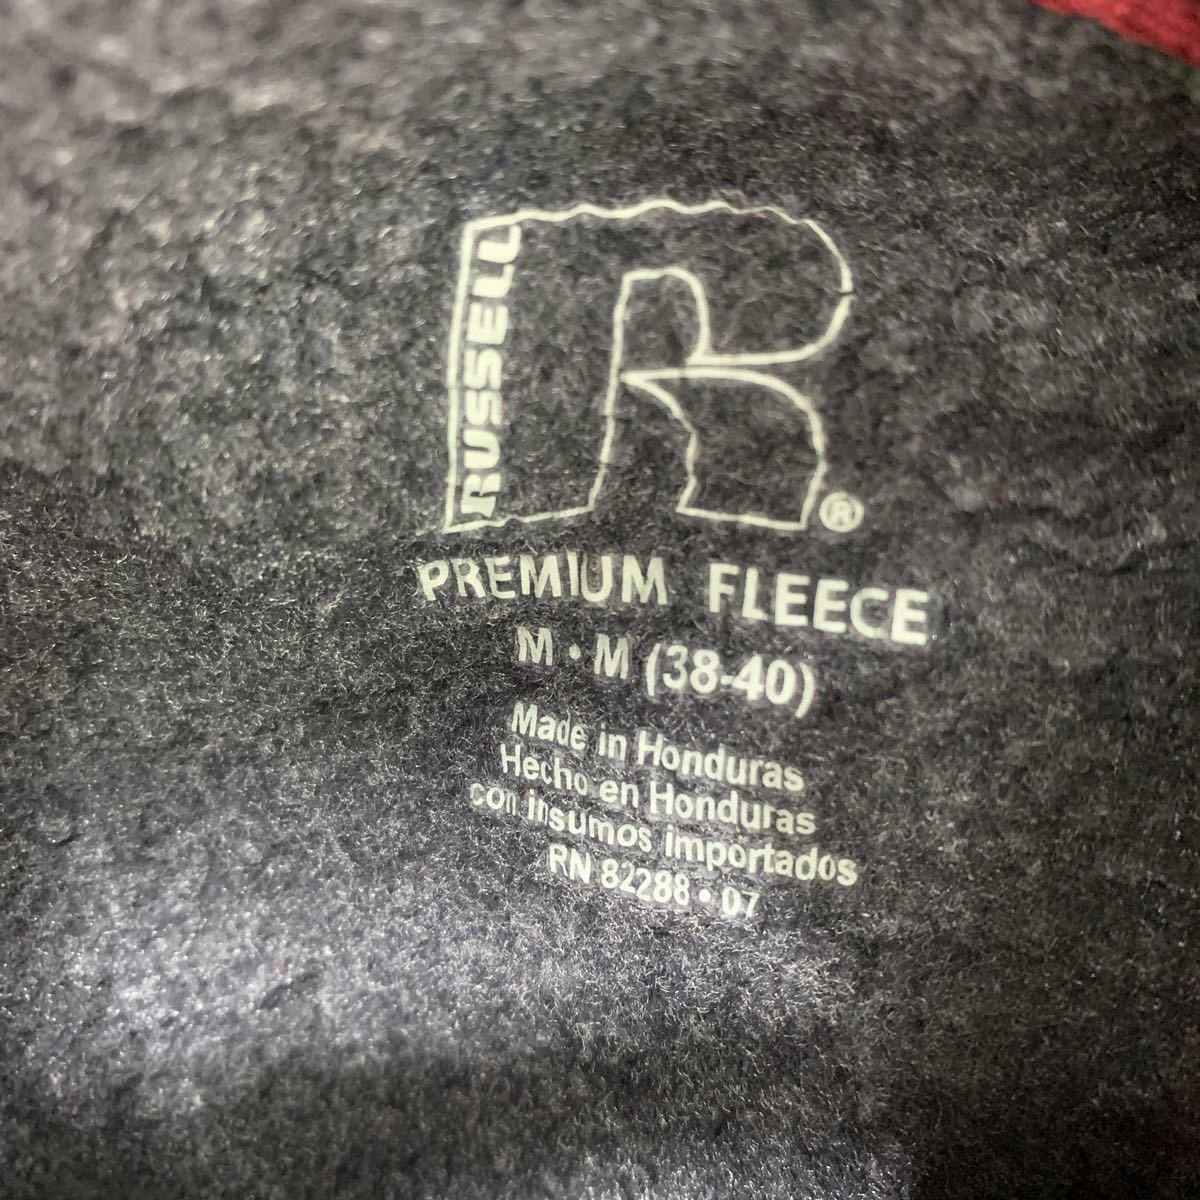 RUSSELL
R®
PREMIUM FLEECE
M • M (38-40)
Made in Honduras
Hecho en Honduras
con insumos importados
RN 82288 • 07